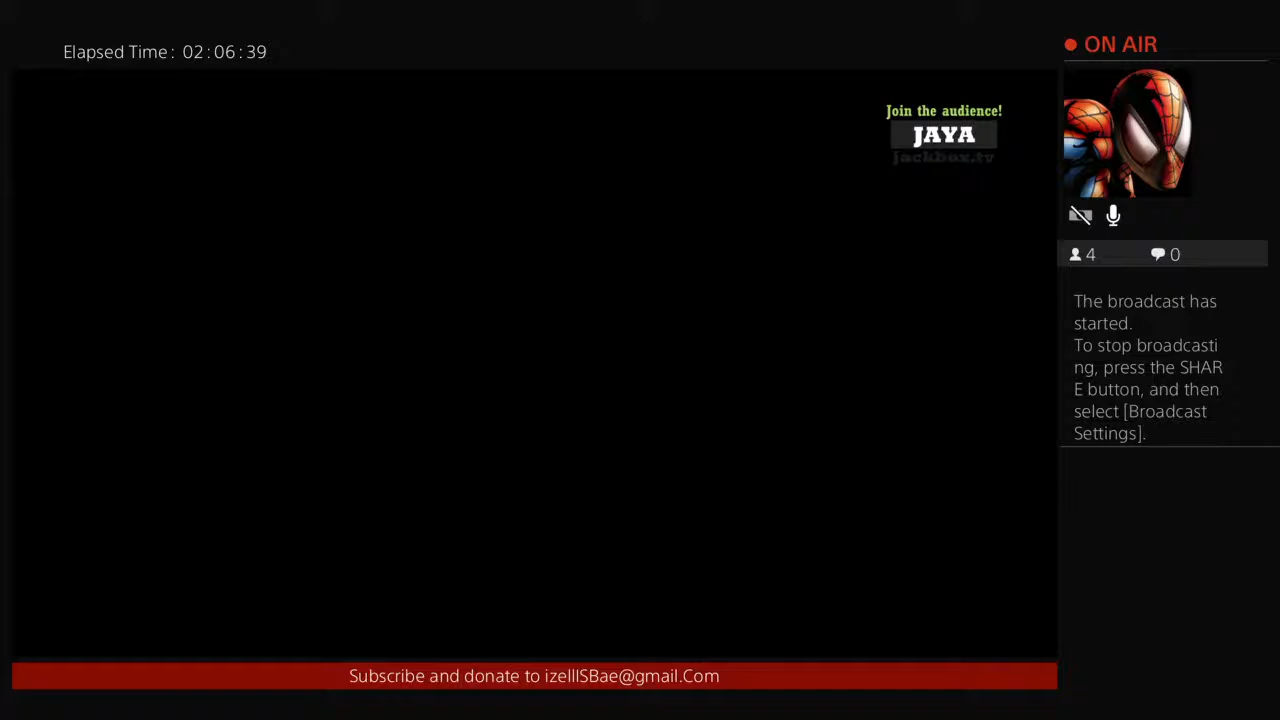 Elapsed Time: 02:06:39
ON AIR
Join the audience!
JAYA
jackbox.tv
4
0
The broadcast has
started.
To stop broadcasti
ng, press the SHAR
E button, and then
select [Broadcast
Settings].
Subscribe and donate to izellISBae@gmail.Com